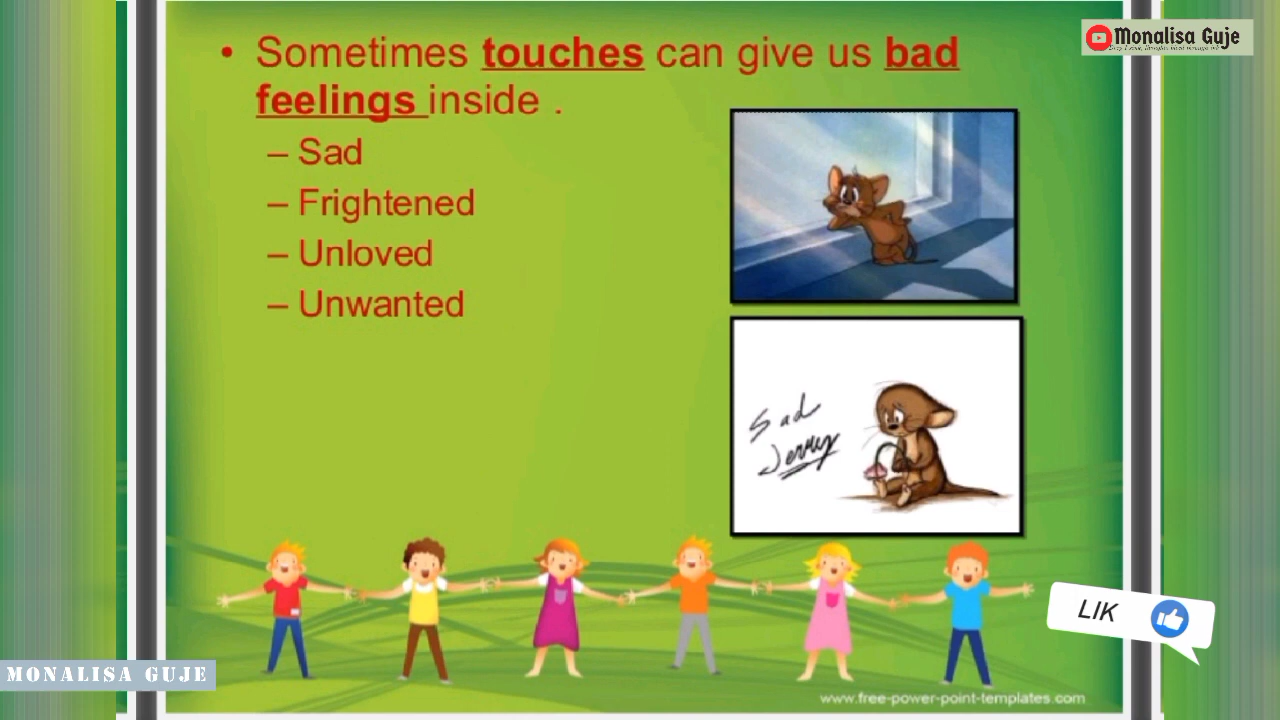 Monalisa Guje
• Sometimes touches can give us bad
feelings inside .
– Sad
– Frightened
– Unloved
– Unwanted
Sad
Jerry
LIK
MONALISA GUJE
www.free-power-point-templates.com